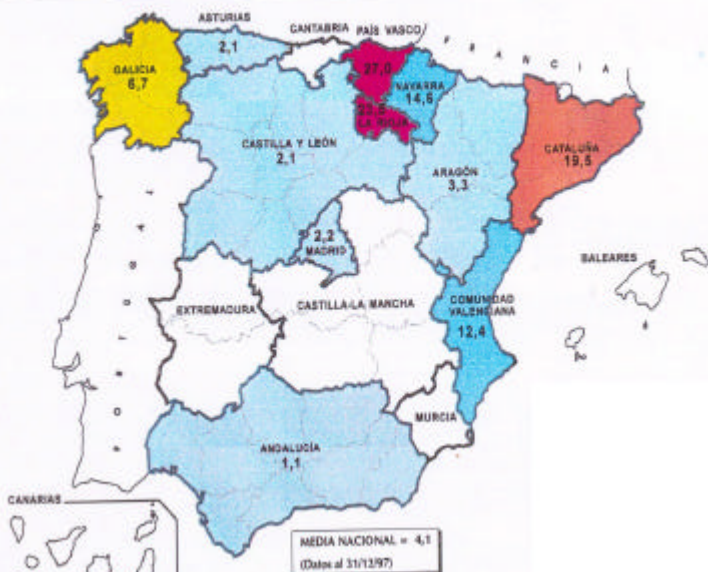 ASTURIAS
2,1
CANTABRIA
PAÍS VASCO
27,0
F R A N C I A
GALICIA
6,7
NAVARRA
14,6
LA RIOJA
CASTILLA Y LEÓN
2,1
CATALUÑA
19,5
ARAGÓN
3,3
2,2
MADRID
BALEARES
P O R T U G A L
EXTREMADURA
CASTILLA-LA MANCHA
COMUNIDAD
VALENCIANA
12,4
MURCIA
ANDALUCÍA
1,1
CANARIAS
MEDIA NACIONAL = 4,1
(Datos al 31/12/97)